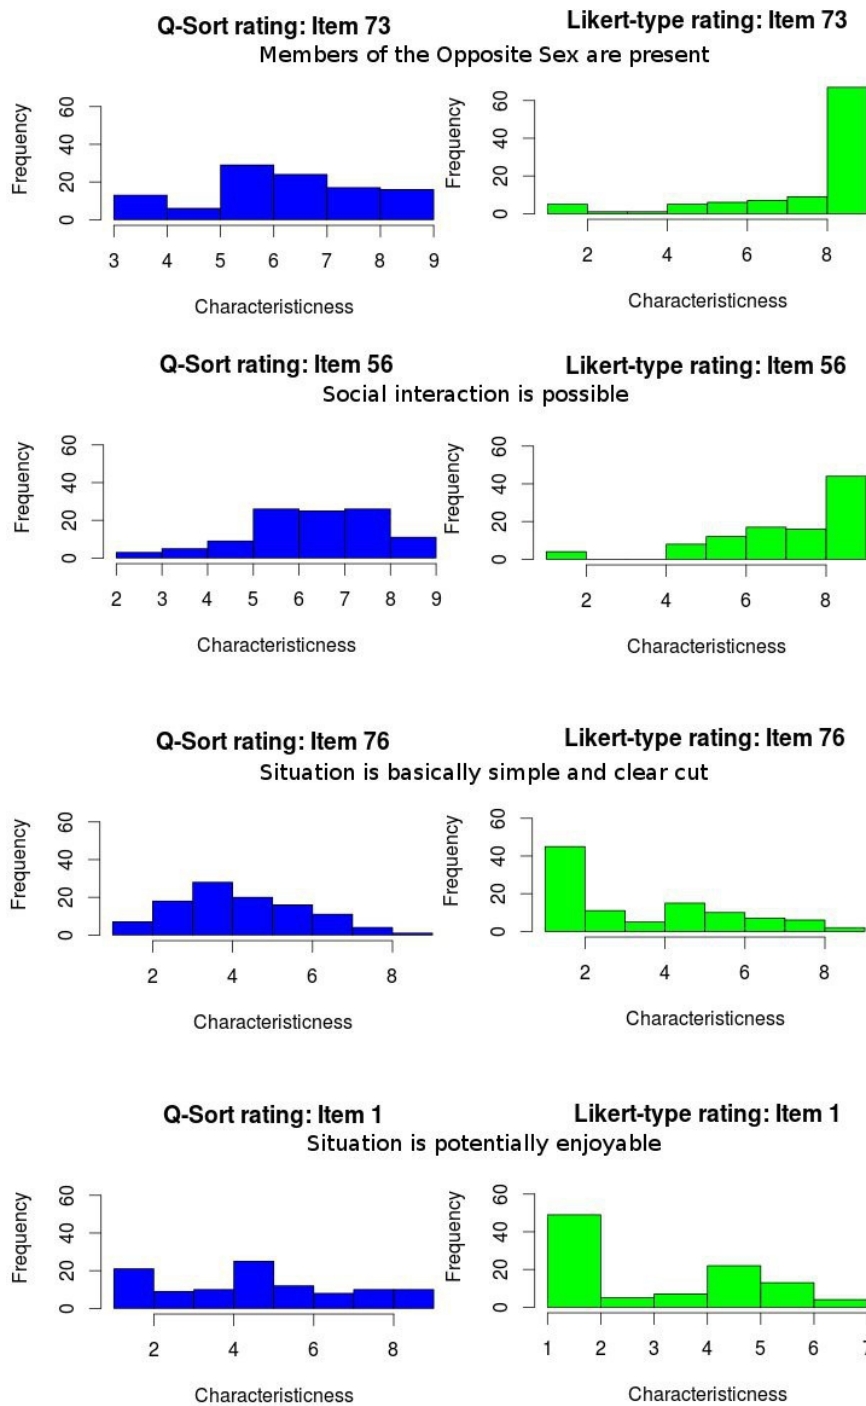 Q-Sort rating: Item 73
Likert-type rating: Item 73
Members of the Opposite Sex are present
Frequency
0 20 40 60
3 4 5 6 7 8 9
Characteristicness
Frequency
0 20 40 60
2 4 6 8
Characteristicness
Q-Sort rating: Item 56
Likert-type rating: Item 56
Social interaction is possible
Frequency
0 20 40 60
2 3 4 5 6 7 8 9
Characteristicness
Frequency
0 20 40 60
2 4 6 8
Characteristicness
Q-Sort rating: Item 76
Likert-type rating: Item 76
Situation is basically simple and clear cut
Frequency
0 20 40 60
2 4 6 8
Characteristicness
Frequency
0 20 40 60
2 4 6 8
Characteristicness
Q-Sort rating: Item 1
Likert-type rating: Item 1
Situation is potentially enjoyable
Frequency
0 20 40 60
2 4 6 8
Characteristicness
Frequency
0 20 40 60
1 2 3 4 5 6 7
Characteristicness